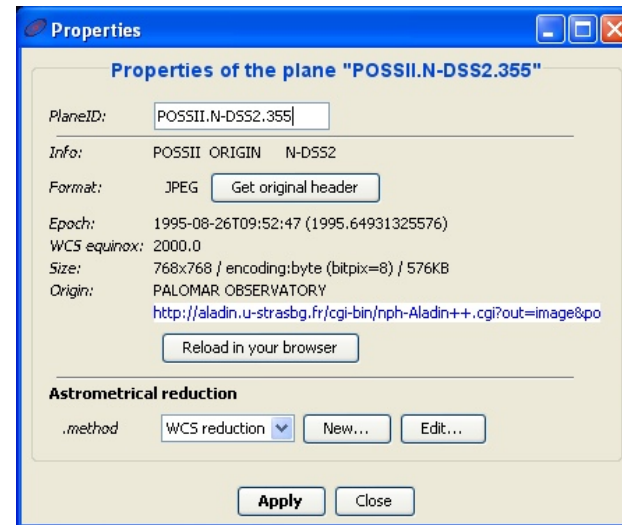 Properties
Properties of the plane "POSSII.N-DSS2.355"
PlaneID: POSSII.N-DSS2.355
Info: POSSII ORIGIN N-DSS2
Format: JPEG Get original header
Epoch: 1995-08-26T09:52:47 (1995.64931325576)
WCS equinox: 2000.0
Size: 768x768 / encoding:byte (bitpix=8) / 576KB
Origin: PALOMAR OBSERVATORY
http://aladin.u-strasbg.fr/cgi-bin/nph-Aladin++.cgi?out=image&po
Reload in your browser
Astrometrical reduction
.method WCS reduction New... Edit...
Apply Close